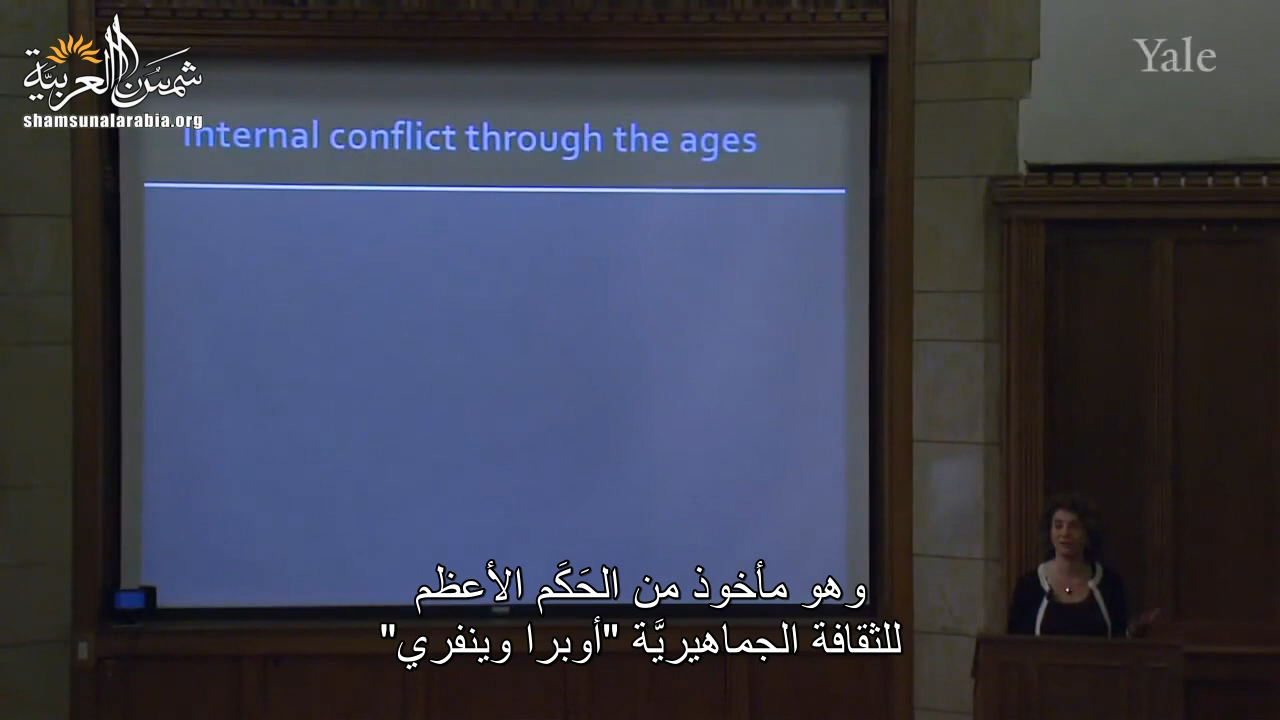 شمس العربية
shamsunalarabia.org
Yale
Internal conflict through the ages
وهو مأخوذ من الحَكَم الأعظم
للثقافة الجماهيريَّة "أوبرا وينفري"